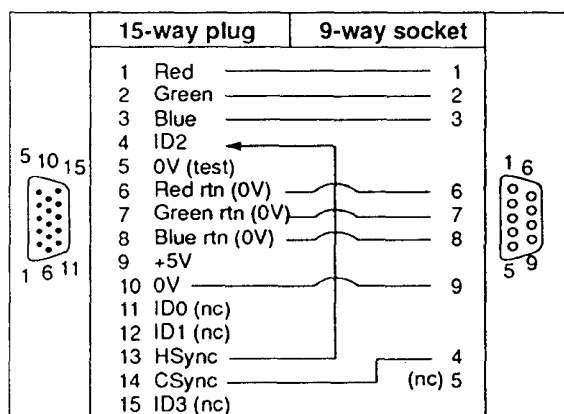 15-way plug 9-way socket
1 Red 1
2 Green 2
3 Blue 3
4 ID2
5 0V (test)
6 Red rtn (0V) 6
7 Green rtn (0V) 7
8 Blue rtn (0V) 8
9 +5V
10 0V 9
11 ID0 (nc)
12 ID1 (nc)
13 HSync 4
14 CSync (nc) 5
15 ID3 (nc)
5 10 15
1 6 11
1 6
5 9